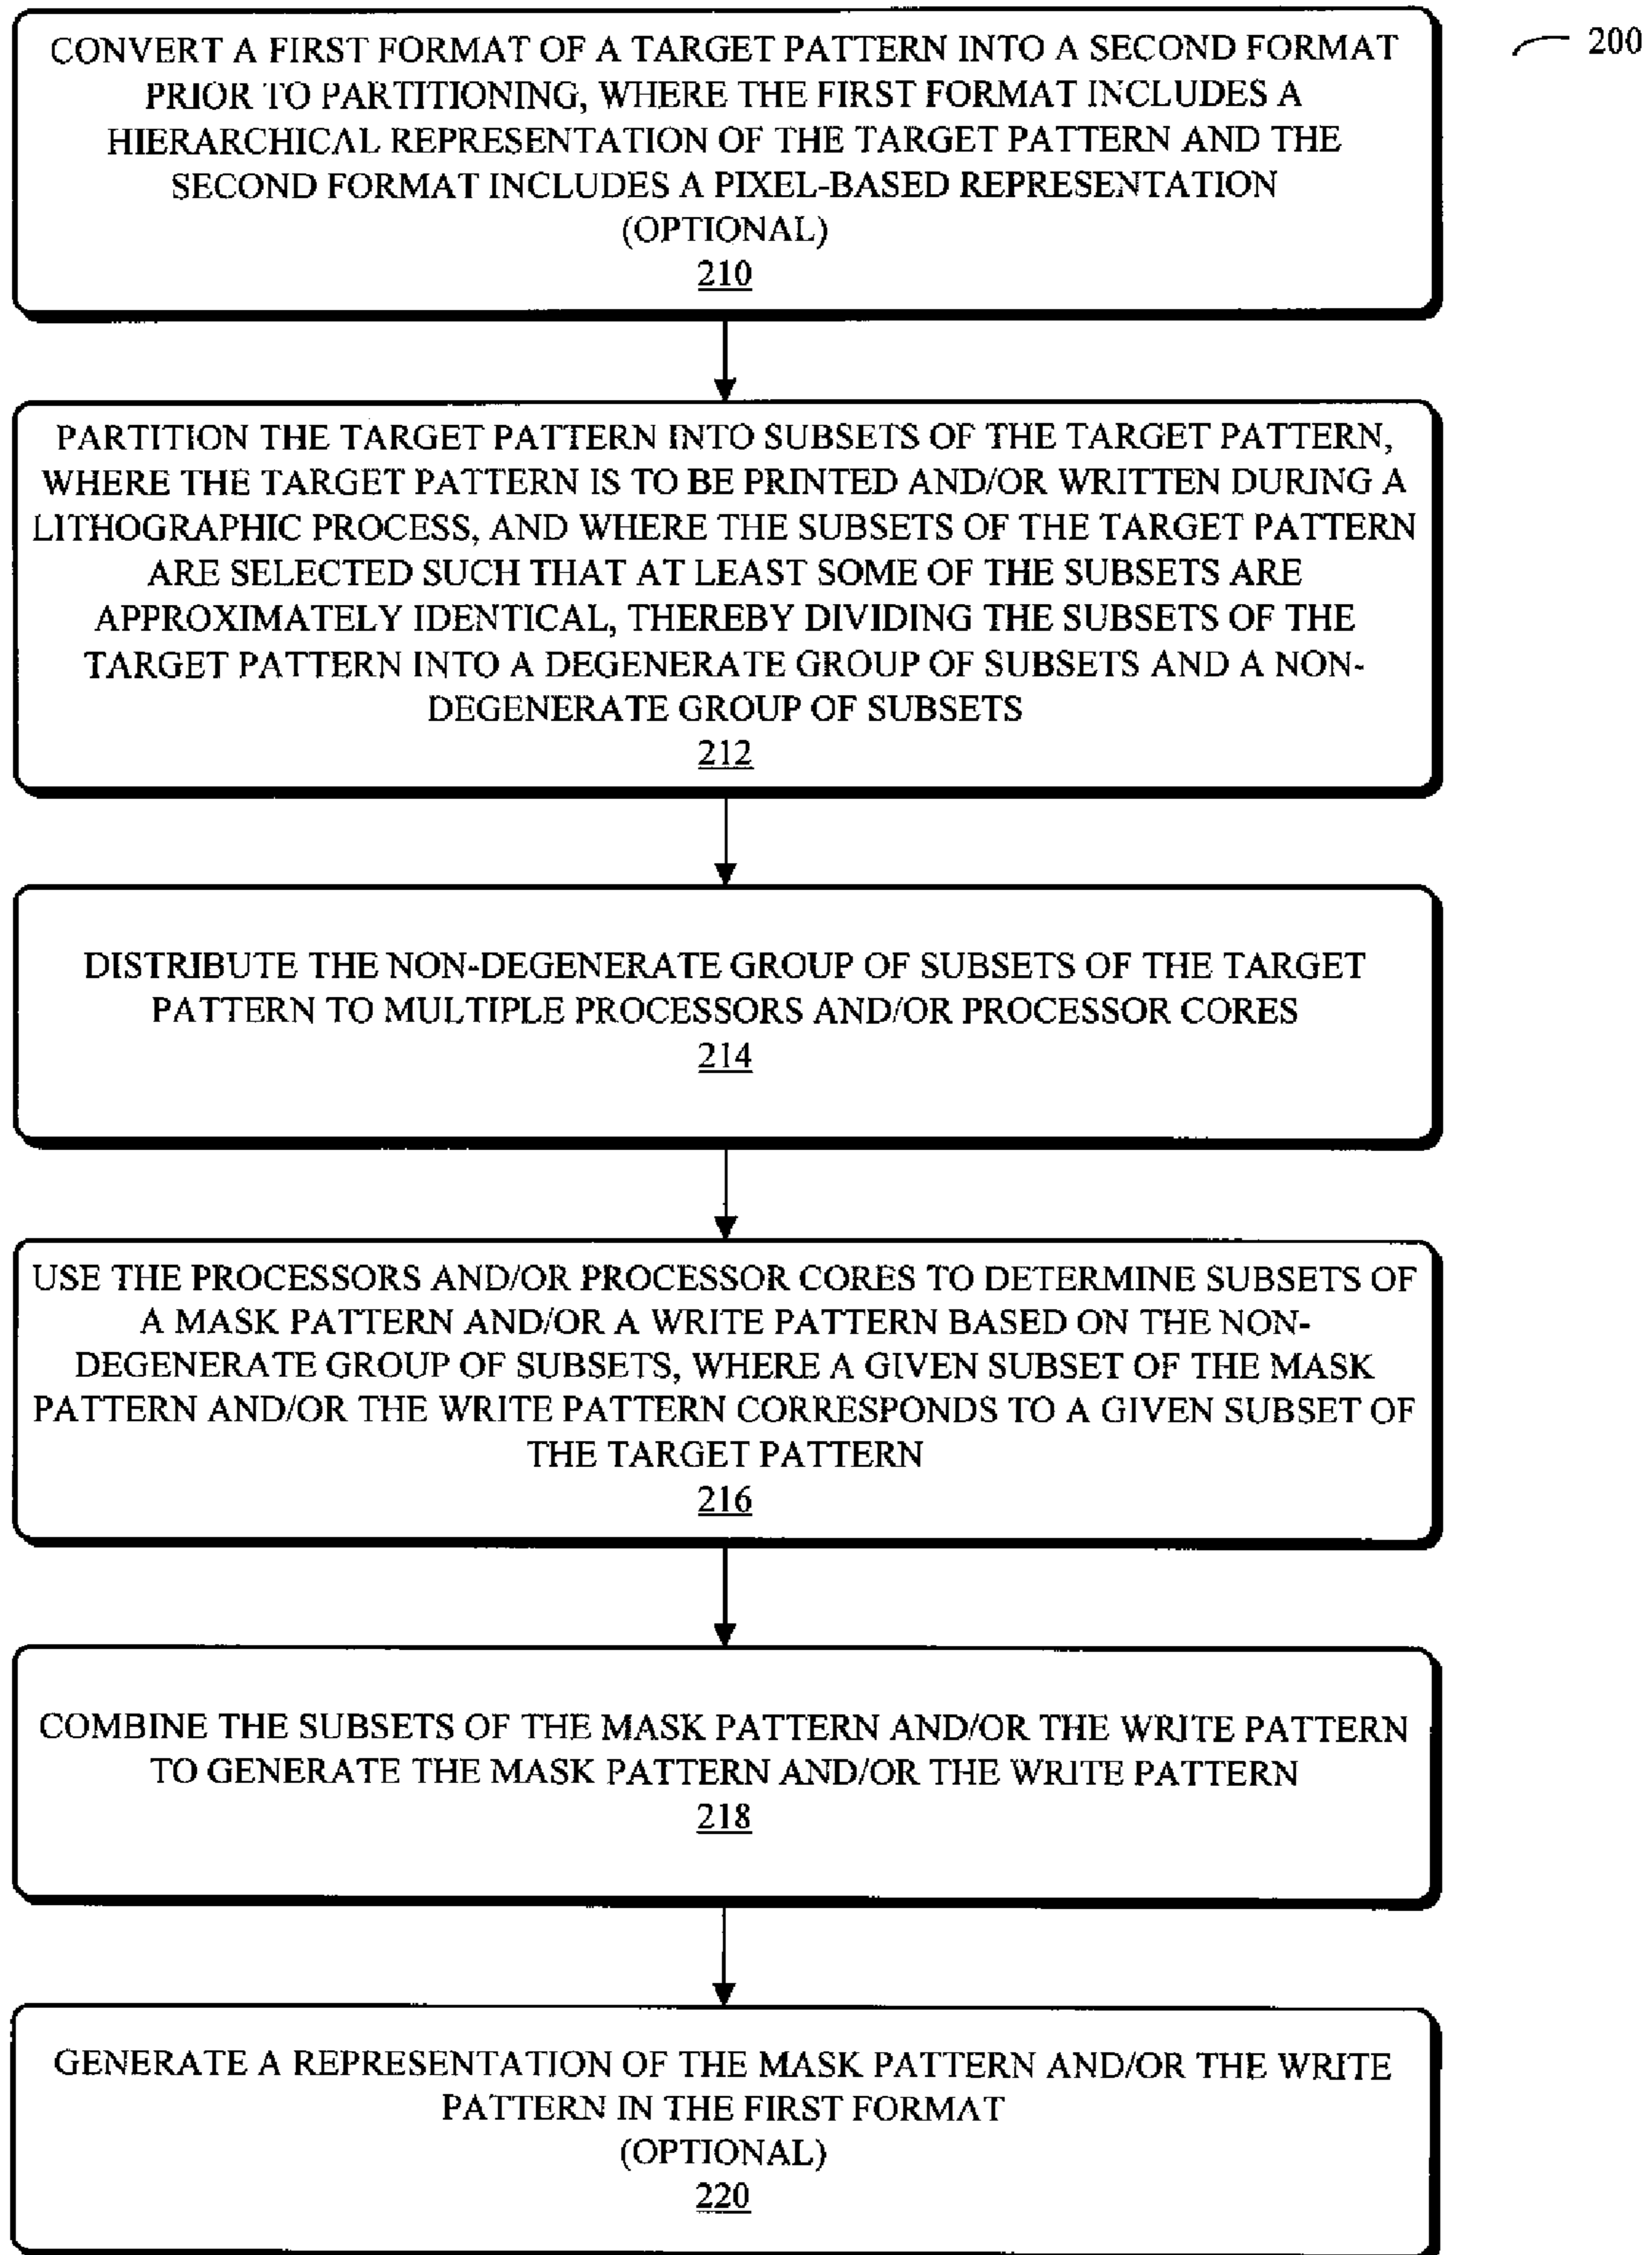 200
CONVERT A FIRST FORMAT OF A TARGET PATTERN INTO A SECOND FORMAT
PRIOR TO PARTITIONING, WHERE THE FIRST FORMAT INCLUDES A
HIERARCHICAL REPRESENTATION OF THE TARGET PATTERN AND THE
SECOND FORMAT INCLUDES A PIXEL-BASED REPRESENTATION
(OPTIONAL)
210
PARTITION THE TARGET PATTERN INTO SUBSETS OF THE TARGET PATTERN,
WHERE THE TARGET PATTERN IS TO BE PRINTED AND/OR WRITTEN DURING A
LITHOGRAPHIC PROCESS, AND WHERE THE SUBSETS OF THE TARGET PATTERN
ARE SELECTED SUCH THAT AT LEAST SOME OF THE SUBSETS ARE
APPROXIMATELY IDENTICAL, THEREBY DIVIDING THE SUBSETS OF THE
TARGET PATTERN INTO A DEGENERATE GROUP OF SUBSETS AND A NON-
DEGENERATE GROUP OF SUBSETS
212
DISTRIBUTE THE NON-DEGENERATE GROUP OF SUBSETS OF THE TARGET
PATTERN TO MULTIPLE PROCESSORS AND/OR PROCESSOR CORES
214
USE THE PROCESSORS AND/OR PROCESSOR CORES TO DETERMINE SUBSETS OF
A MASK PATTERN AND/OR A WRITE PATTERN BASED ON THE NON-
DEGENERATE GROUP OF SUBSETS, WHERE A GIVEN SUBSET OF THE MASK
PATTERN AND/OR THE WRITE PATTERN CORRESPONDS TO A GIVEN SUBSET OF
THE TARGET PATTERN
216
COMBINE THE SUBSETS OF THE MASK PATTERN AND/OR THE WRITE PATTERN
TO GENERATE THE MASK PATTERN AND/OR THE WRITE PATTERN
218
GENERATE A REPRESENTATION OF THE MASK PATTERN AND/OR THE WRITE
PATTERN IN THE FIRST FORMAT
(OPTIONAL)
220